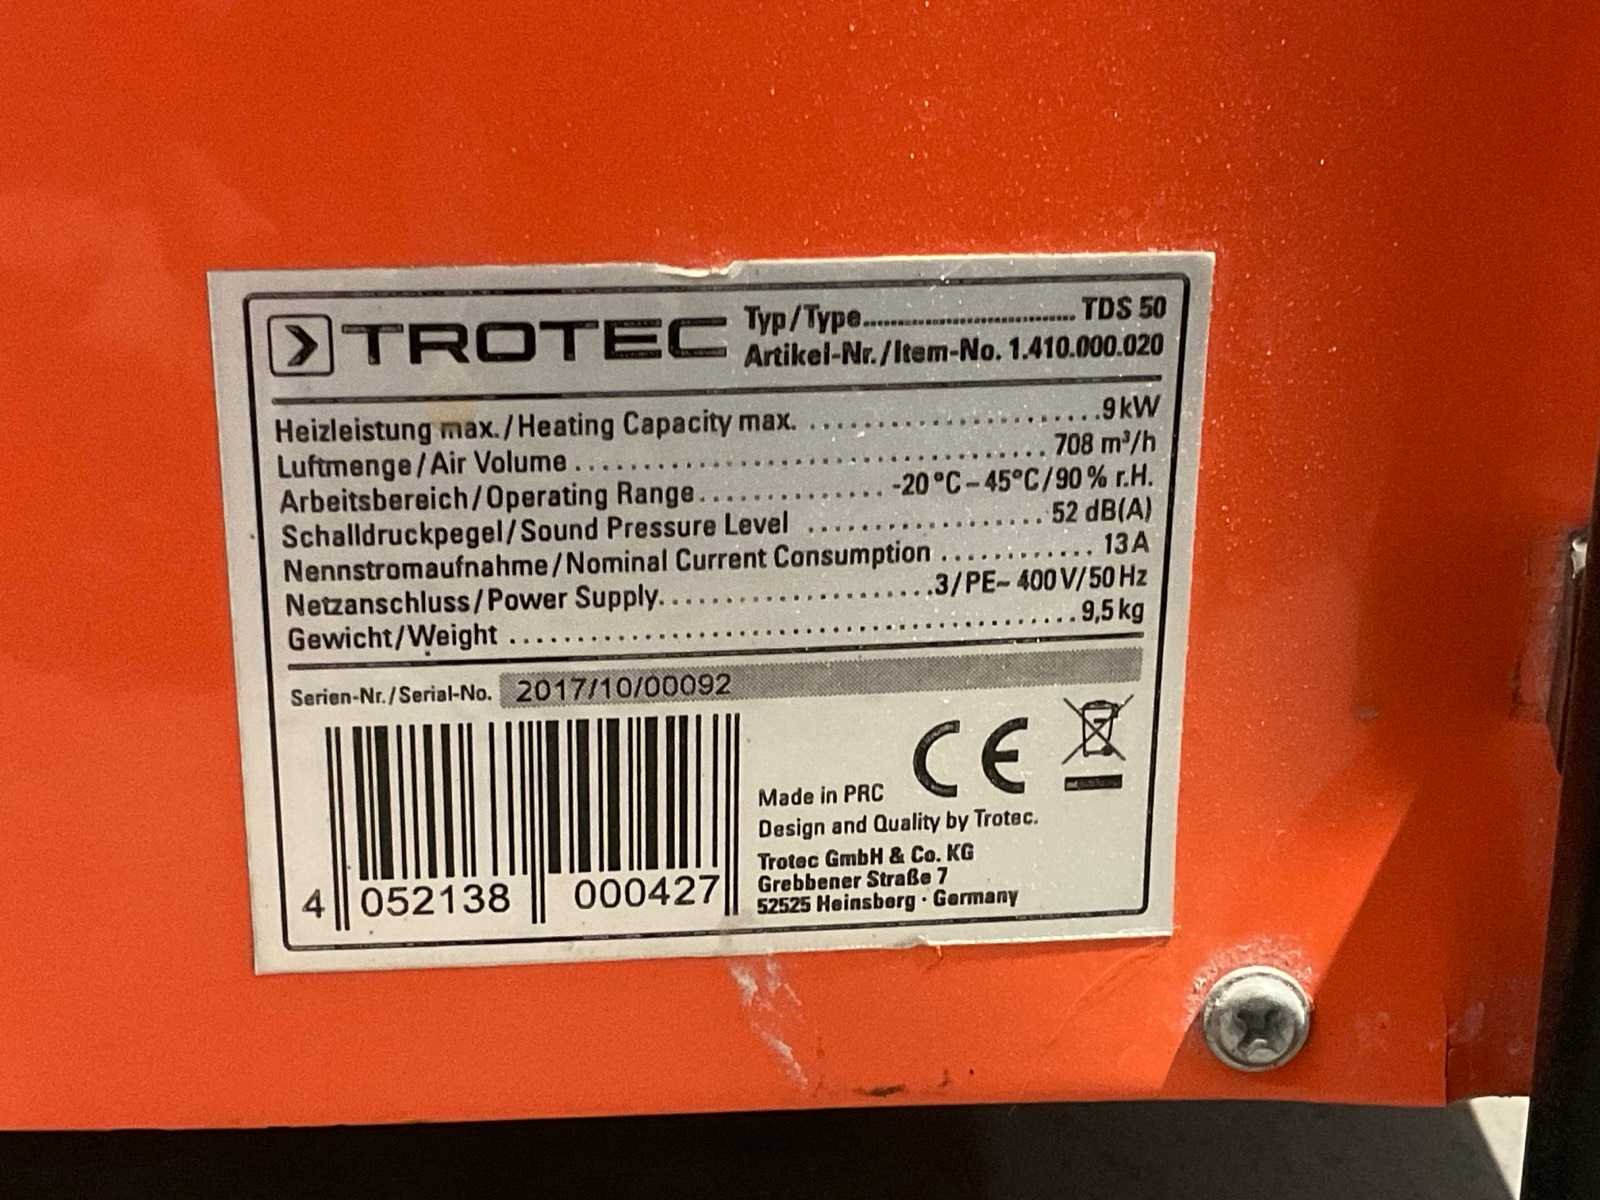 TROTEC
Typ/Type.............................. TDS 50
Artikel-Nr./Item-No. 1.410.000.020
Heizleistung max./Heating Capacity max. ......................9 kW
Luftmenge/Air Volume ................................... 708 m³/h
Arbeitsbereich/Operating Range.............. -20 °C – 45°C/90 % r.H.
Schalldruckpegel/Sound Pressure Level .................. 52 dB(A)
Nennstromaufnahme/Nominal Current Consumption ............ 13 A
Netzanschluss/Power Supply.....................3/PE~ 400 V/50 Hz
Gewicht/Weight ..........................................9,5 kg
Serien-Nr./Serial-No. 2017/10/00092
4 052138 000427
CE
Made in PRC
Design and Quality by Trotec.
Trotec GmbH & Co. KG
Grebbener Straße 7
52525 Heinsberg · Germany